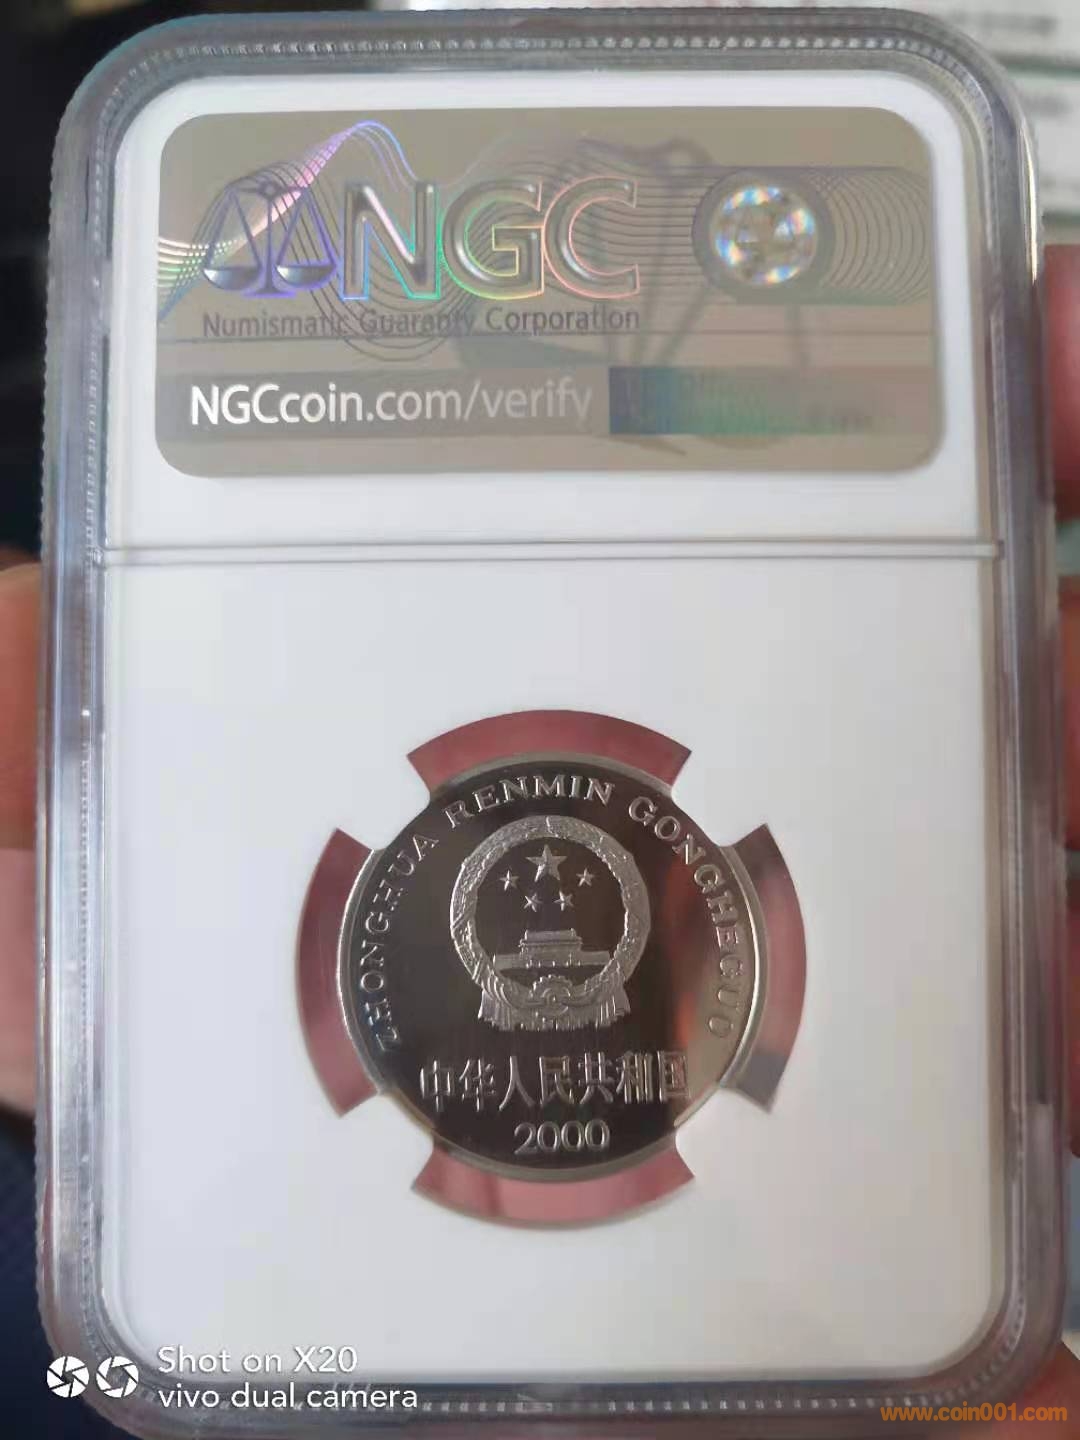 NGC
Numismatic Guaranty Corporation
NGCcoin.com/verify
ZHONGHUA RENMIN GONGHEGUO
中华人民共和国
2000
Shot on X20
vivo dual camera
www.coin001.com